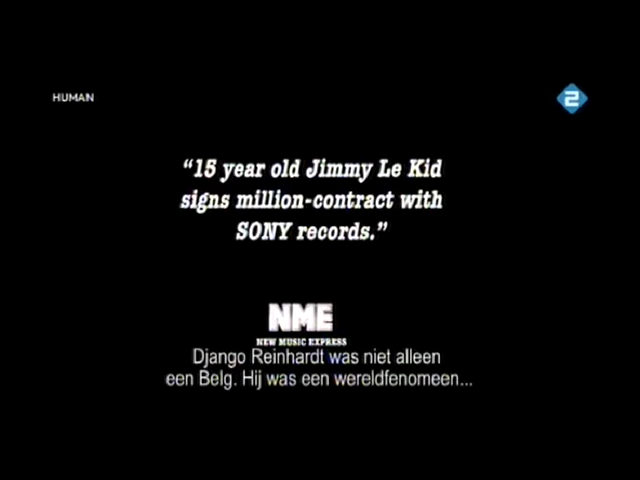 HUMAN
2
“15 year old Jimmy Le Kid
signs million-contract with
SONY records.”
NME
NEW MUSIC EXPRESS
Django Reinhardt was niet alleen
een Belg. Hij was een wereldfenomeen...